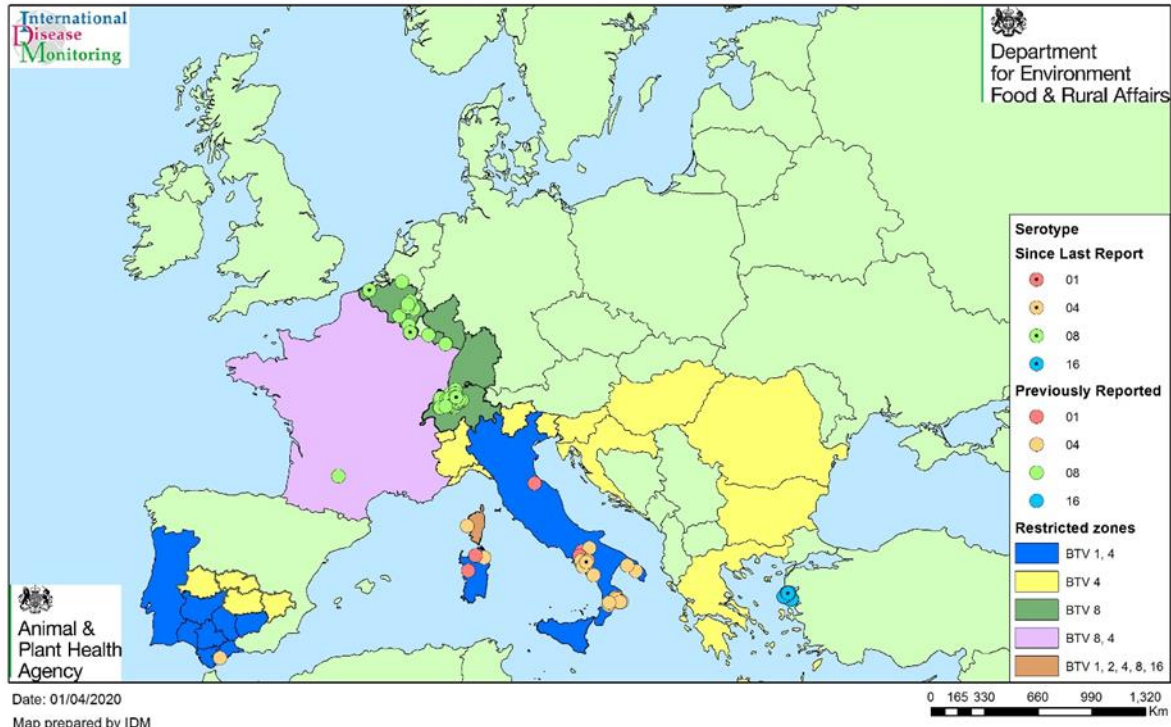 International
Disease
Monitoring
Department
for Environment
Food & Rural Affairs
Serotype
Since Last Report
01
04
08
16
Previously Reported
01
04
08
16
Restricted zones
BTV 1, 4
BTV 4
BTV 8
BTV 8, 4
BTV 1, 2, 4, 8, 16
Animal &
Plant Health
Agency
Date: 01/04/2020
Map prepared by IDM
0 165 330 660 990 1,320
Km